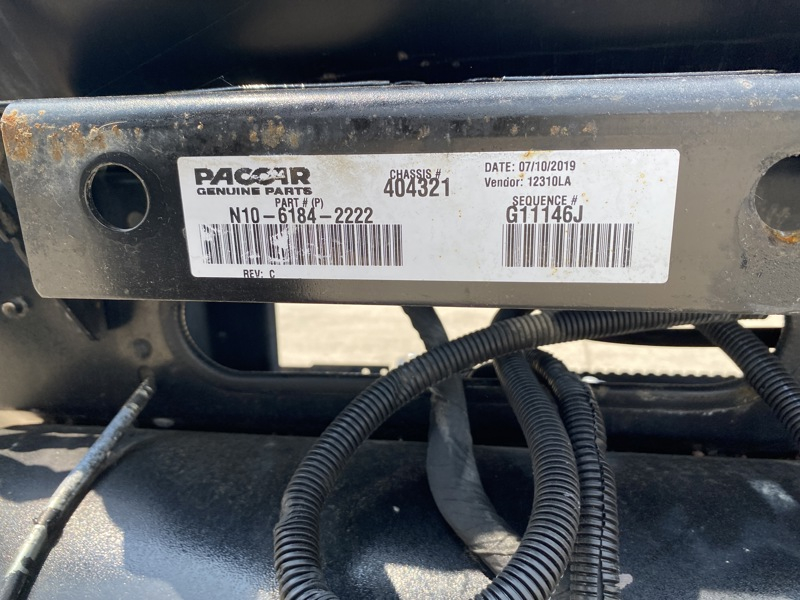 PACCAR
GENUINE PARTS
PART # (P)
N10-6184-2222
REV: C
CHASSIS #
404321
DATE: 07/10/2019
Vendor: 12310LA
SEQUENCE #
G11146J